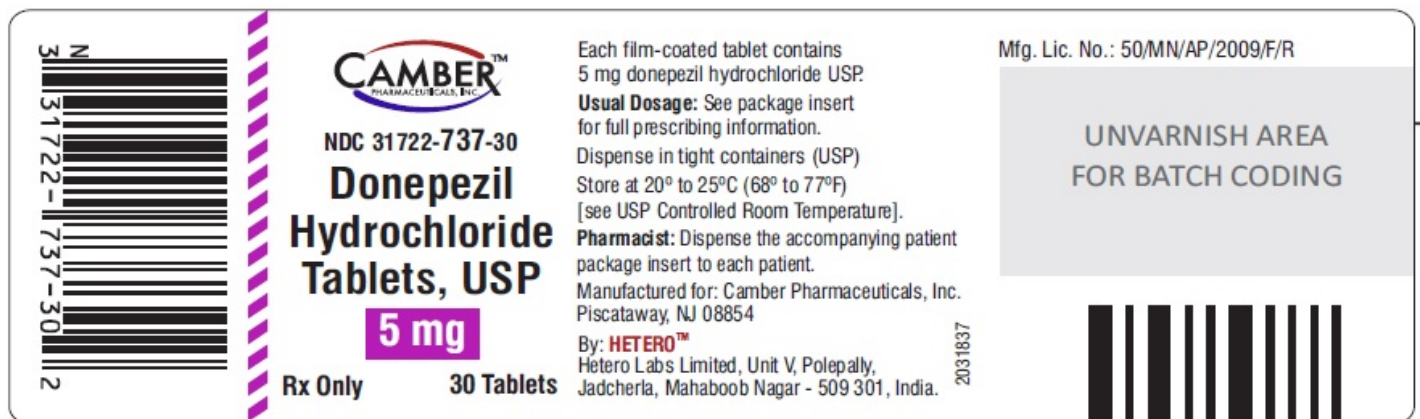 N
3 31722-737-30 2
CAMBER™
PHARMACEUTICALS, INC.
NDC 31722-737-30
Donepezil
Hydrochloride
Tablets, USP
5 mg
Rx Only 30 Tablets
Each film-coated tablet contains
5 mg donepezil hydrochloride USP.
Usual Dosage: See package insert
for full prescribing information.
Dispense in tight containers (USP)
Store at 20º to 25ºC (68º to 77ºF)
[see USP Controlled Room Temperature].
Pharmacist: Dispense the accompanying patient
package insert to each patient.
Manufactured for: Camber Pharmaceuticals, Inc.
Piscataway, NJ 08854
By: HETERO™
Hetero Labs Limited, Unit V, Polepally,
Jadcherla, Mahaboob Nagar - 509 301, India.
2031837
Mfg. Lic. No.: 50/MN/AP/2009/F/R
UNVARNISH AREA
FOR BATCH CODING